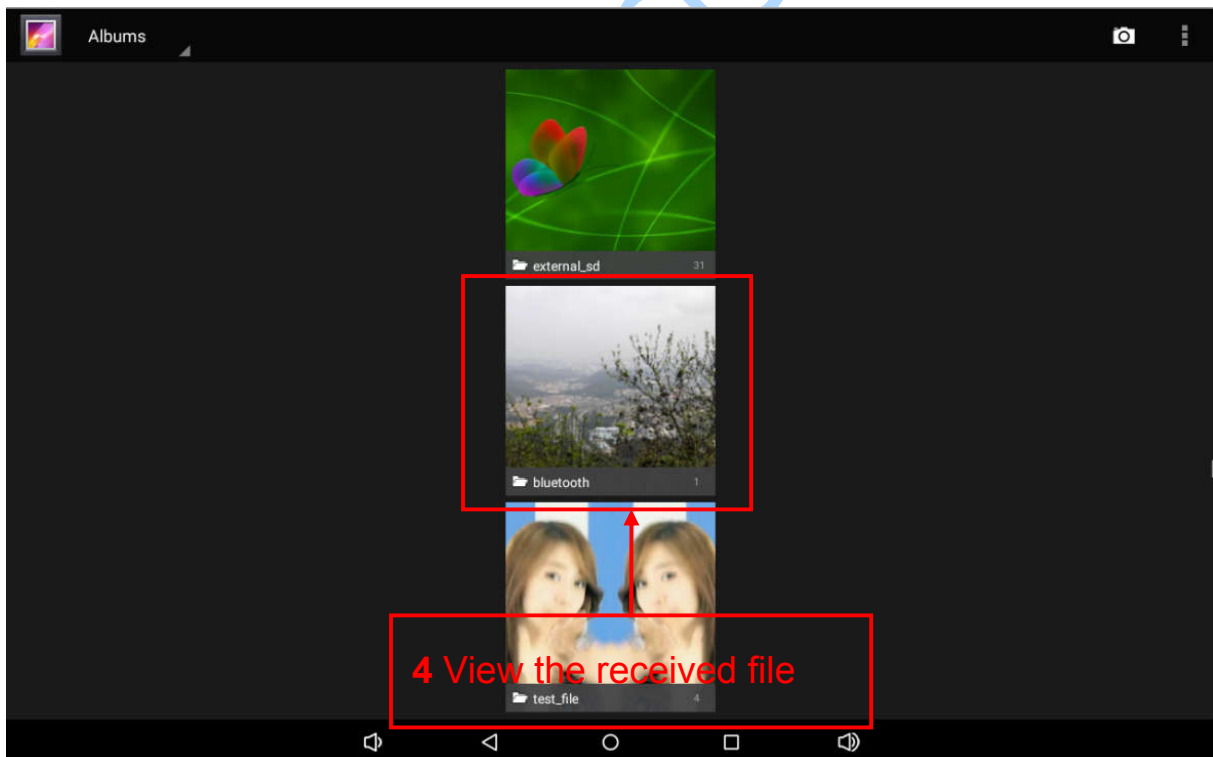 Albums
external_sd 31
bluetooth 1
4 View the received file
test_file 4